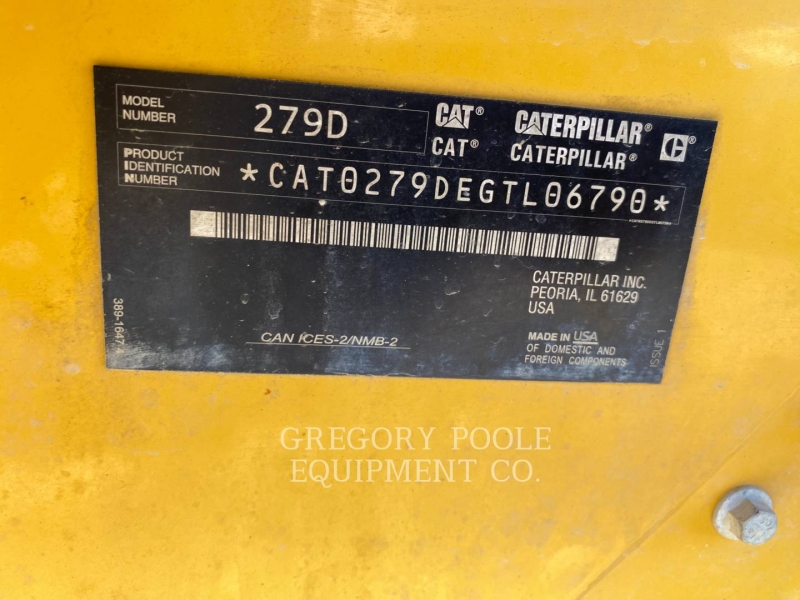 MODEL
NUMBER
279D
CAT® CATERPILLAR® C®
CAT® CATERPILLAR®
PRODUCT
IDENTIFICATION
NUMBER
*CAT0279DEGTL06790*
CATERPILLAR INC.
PEORIA, IL 61629
USA
389-16474
CAN ICES-2/NMB-2
MADE IN USA
OF DOMESTIC AND
FOREIGN COMPONENTS
ISSUE 1
GREGORY POOLE
EQUIPMENT CO.